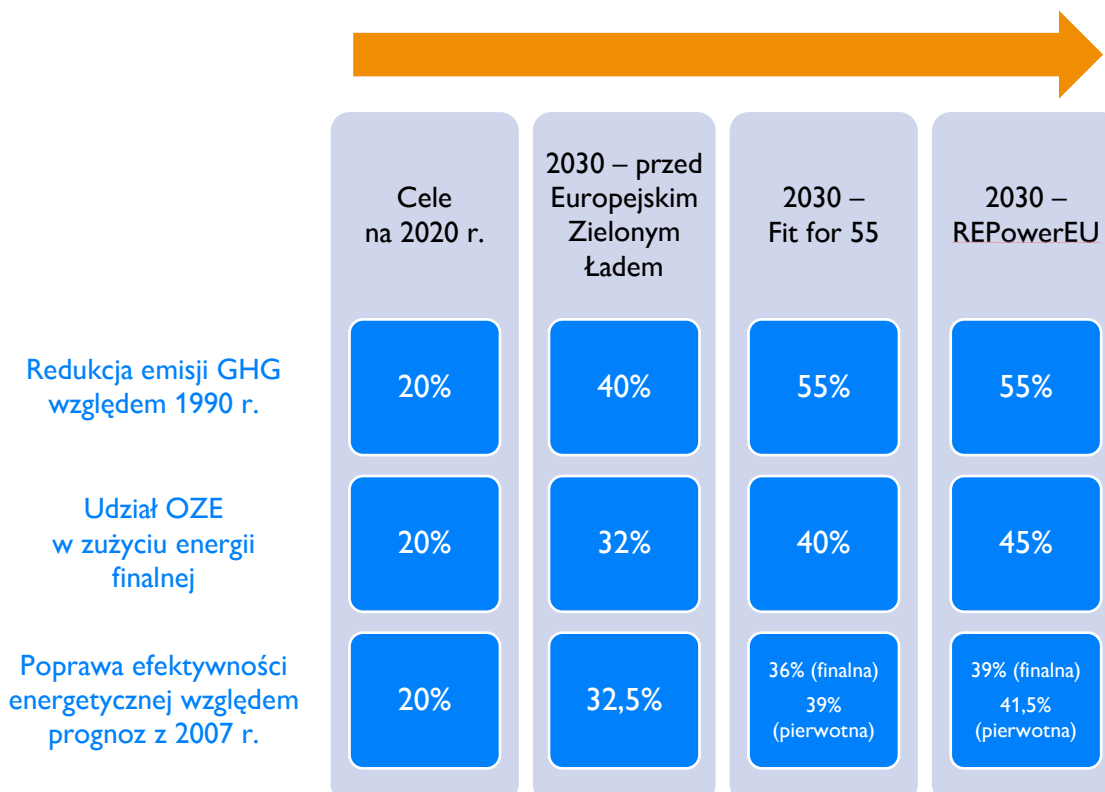 Cele
na 2020 r.
2030 – przed
Europejskim
Zielonym
Ładem
2030 –
Fit for 55
2030 –
REPowerEU
Redukcja emisji GHG
względem 1990 r.
20%
40%
55%
55%
Udział OZE
w zużyciu energii
finalnej
20%
32%
40%
45%
Poprawa efektywności
energetycznej względem
prognoz z 2007 r.
20%
32,5%
36% (finalna)
39%
(pierwotna)
39% (finalna)
41,5%
(pierwotna)